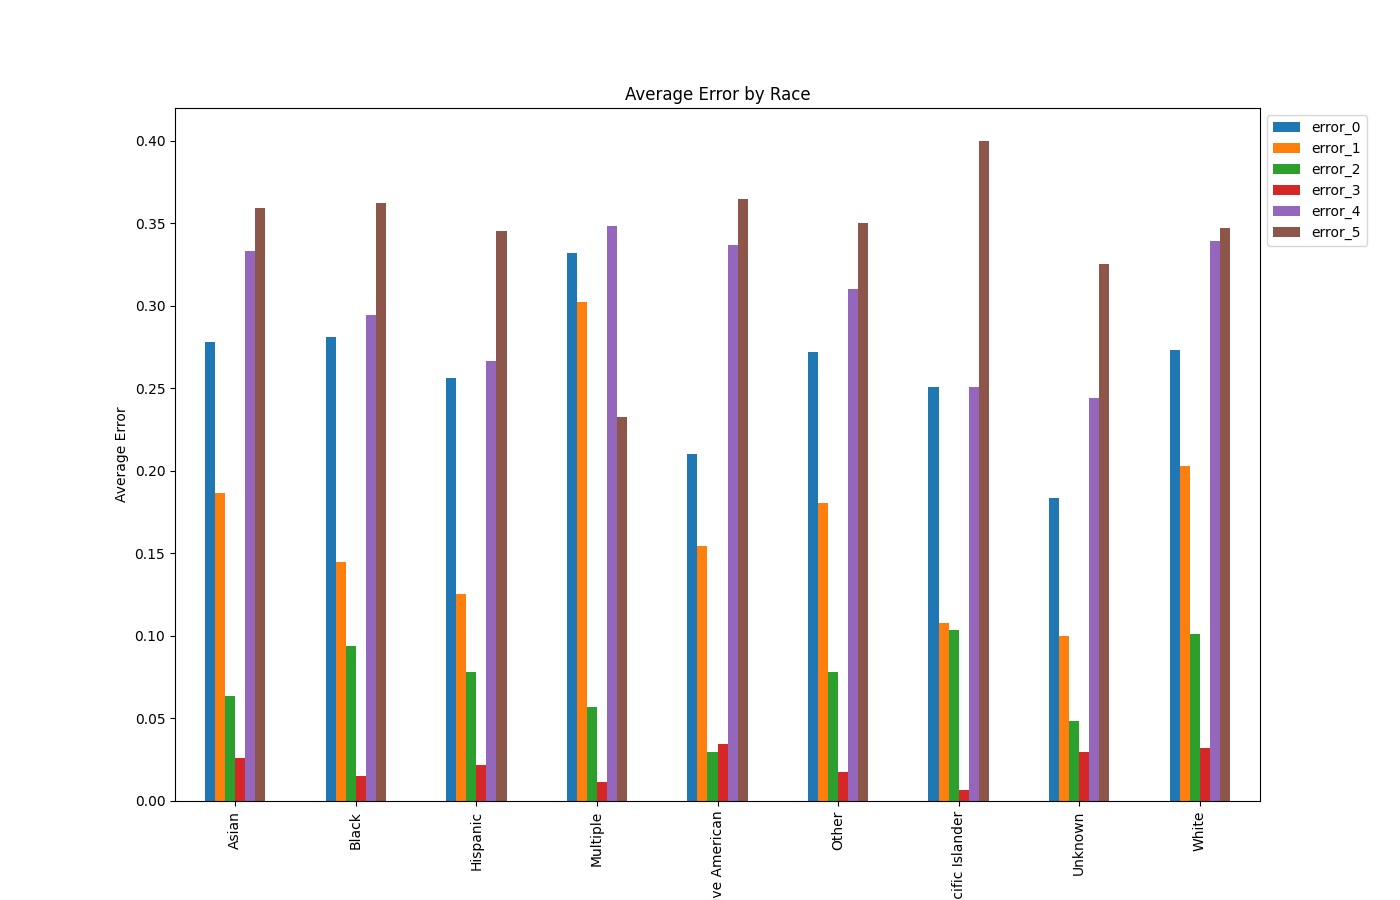 Average Error by Race
error_0
error_1
error_2
error_3
error_4
error_5
0.40
0.35
0.30
0.25
0.20
0.15
0.10
0.05
0.00
Average Error
Asian
Black
Hispanic
Multiple
ve American
Other
cific Islander
Unknown
White